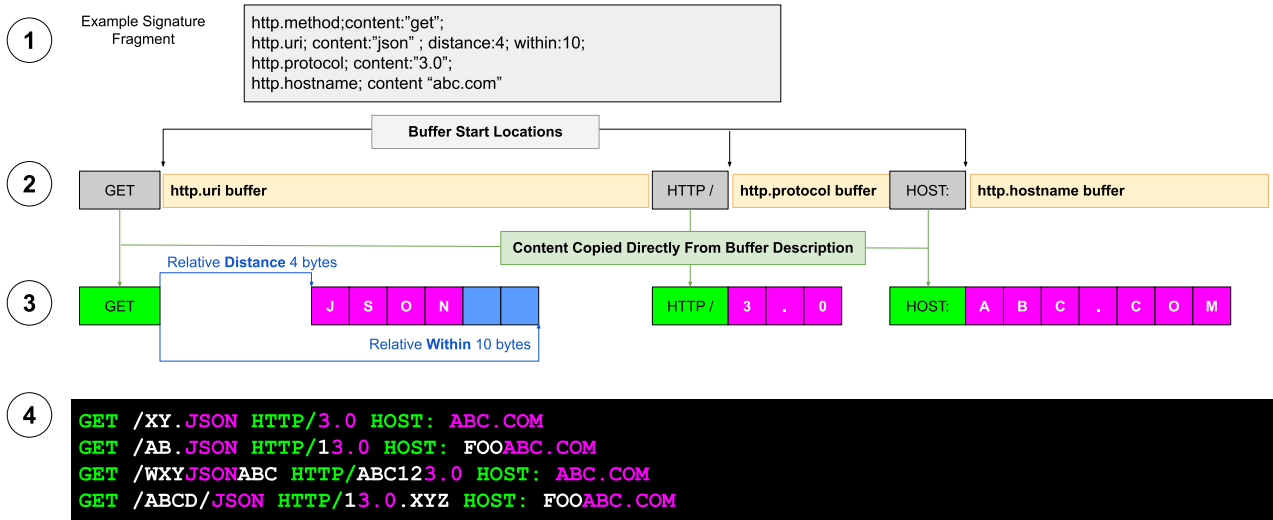 1
Example Signature
Fragment
http.method;content:”get”;
http.uri; content:”json” ; distance:4; within:10;
http.protocol; content:”3.0”;
http.hostname; content “abc.com”
Buffer Start Locations
2
GET
http.uri buffer
HTTP /
http.protocol buffer
HOST:
http.hostname buffer
Content Copied Directly From Buffer Description
Relative Distance 4 bytes
3
GET
J S O N
HTTP /
3 . 0
HOST:
A B C . C O M
Relative Within 10 bytes
4
GET /XY.JSON HTTP/3.0 HOST: ABC.COM
GET /AB.JSON HTTP/13.0 HOST: FOOABC.COM
GET /WXYJSONABC HTTP/ABC123.0 HOST: ABC.COM
GET /ABCD/JSON HTTP/13.0.XYZ HOST: FOOABC.COM